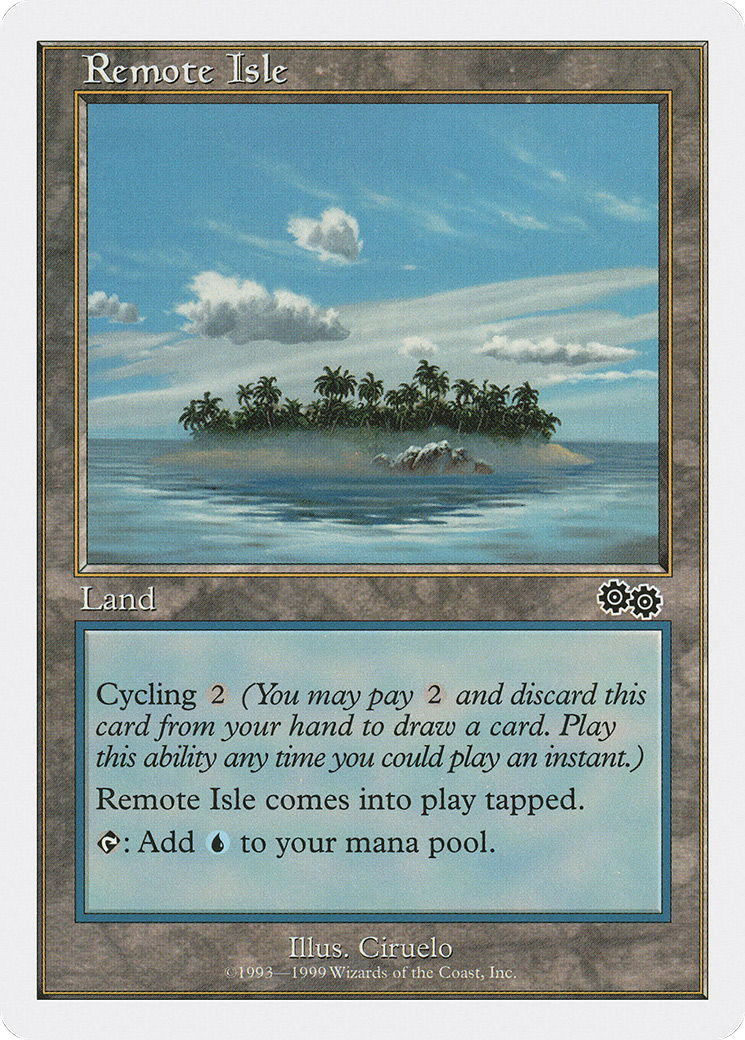 Remote Isle
Land
Cycling 2 (You may pay 2 and discard this
card from your hand to draw a card. Play
this ability any time you could play an instant.)
Remote Isle comes into play tapped.
: Add to your mana pool.
Illus. Ciruelo
©1993—1999 Wizards of the Coast, Inc.